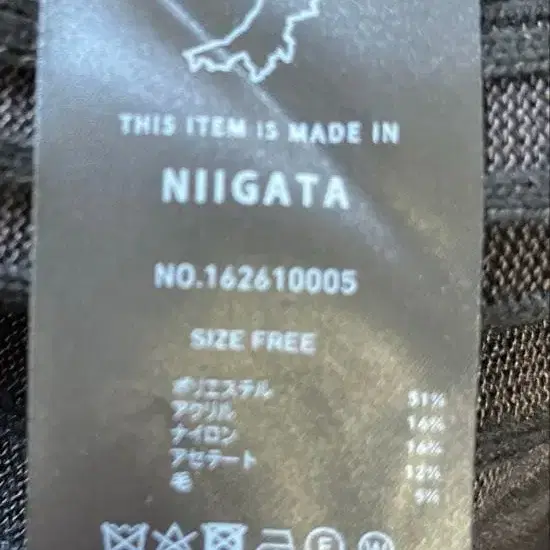 THIS ITEM IS MADE IN
NIIGATA
NO.162610005
SIZE FREE
ポリエステル 51%
アクリル 16%
ナイロン 16%
アセテート 12%
毛 5%